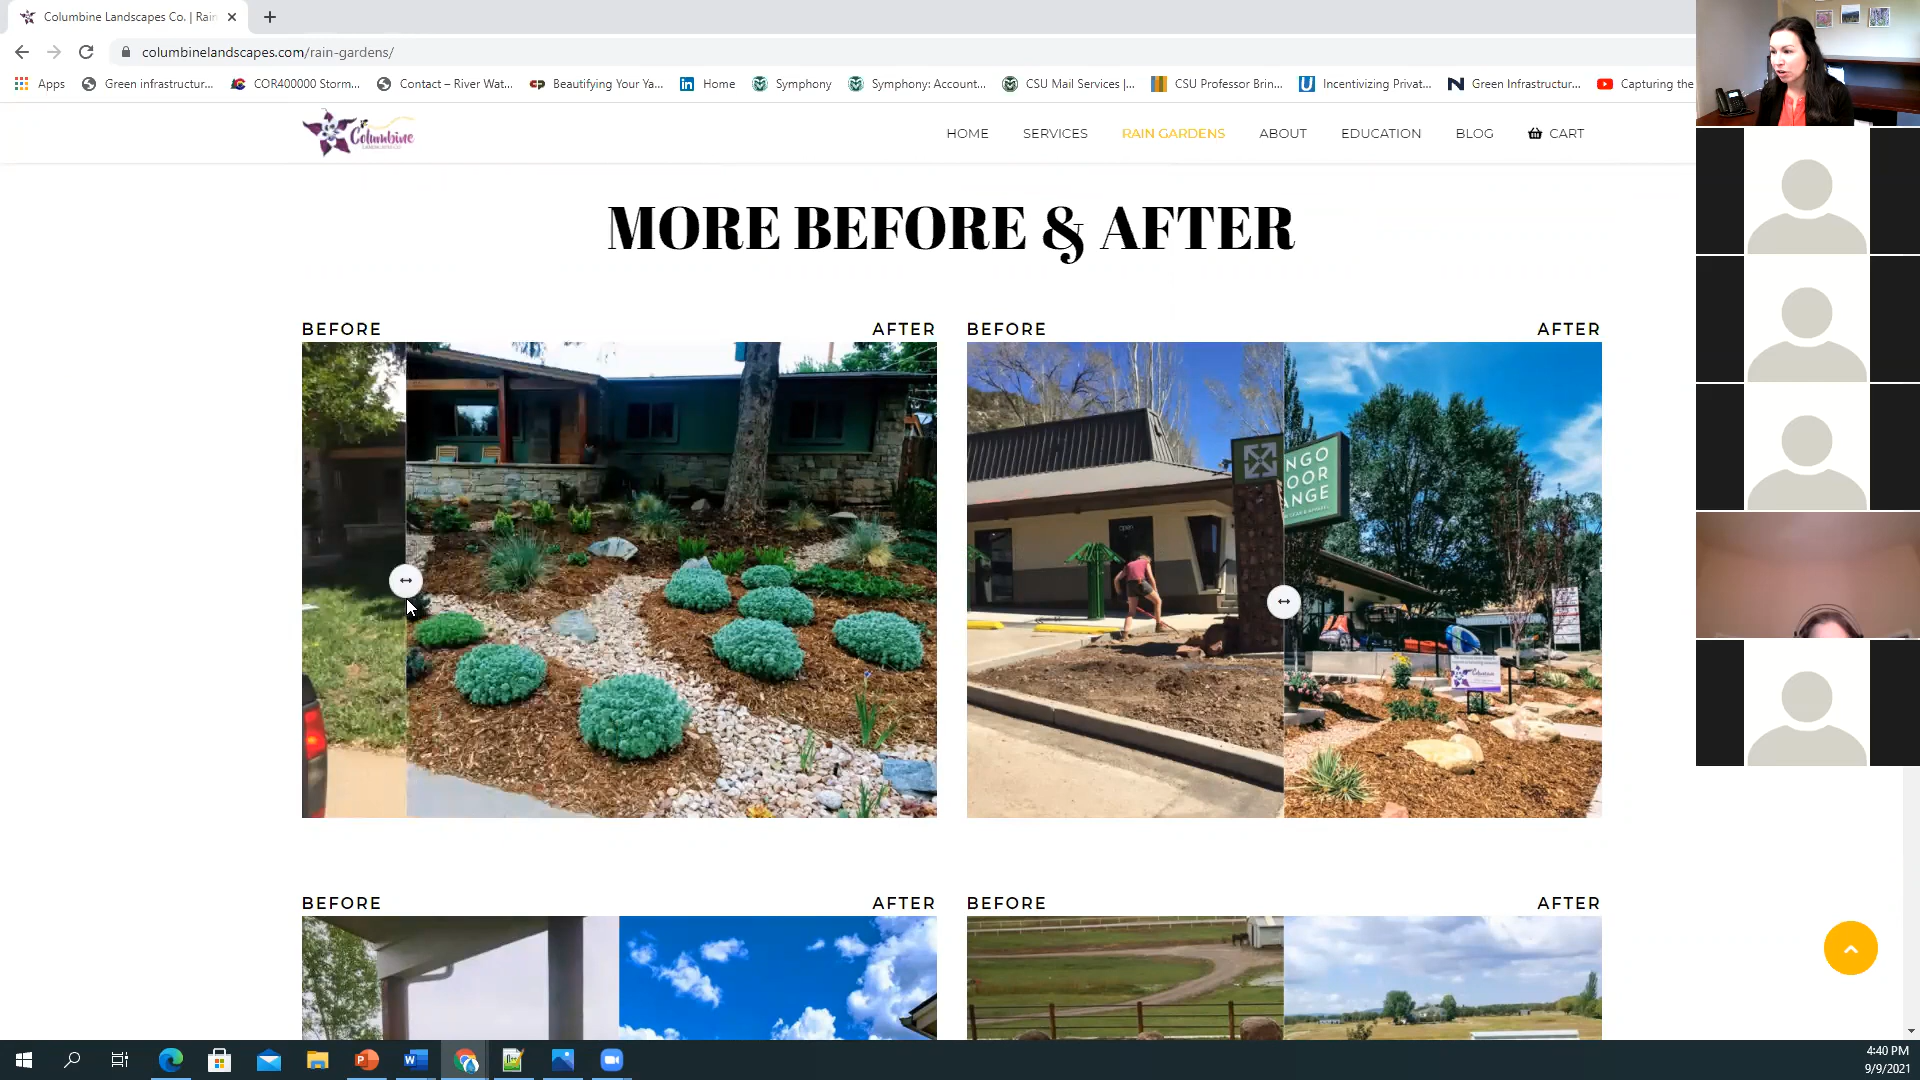 Columbine Landscapes Co. | Rain
columbinelandscapes.com/rain-gardens/
Apps
Green infrastructur...
COR400000 Storm...
Contact – River Wat...
Beautifying Your Ya...
Home
Symphony
Symphony: Account...
CSU Mail Services |...
CSU Professor Brin...
Incentivizing Privat...
Green Infrastructur...
Capturing the
Columbine
HOME
SERVICES
RAIN GARDENS
ABOUT
EDUCATION
BLOG
CART
MORE BEFORE & AFTER
BEFORE
AFTER
BEFORE
AFTER
NGO
OOR
ANGE
BEFORE
AFTER
BEFORE
AFTER
4:40 PM
9/9/2021